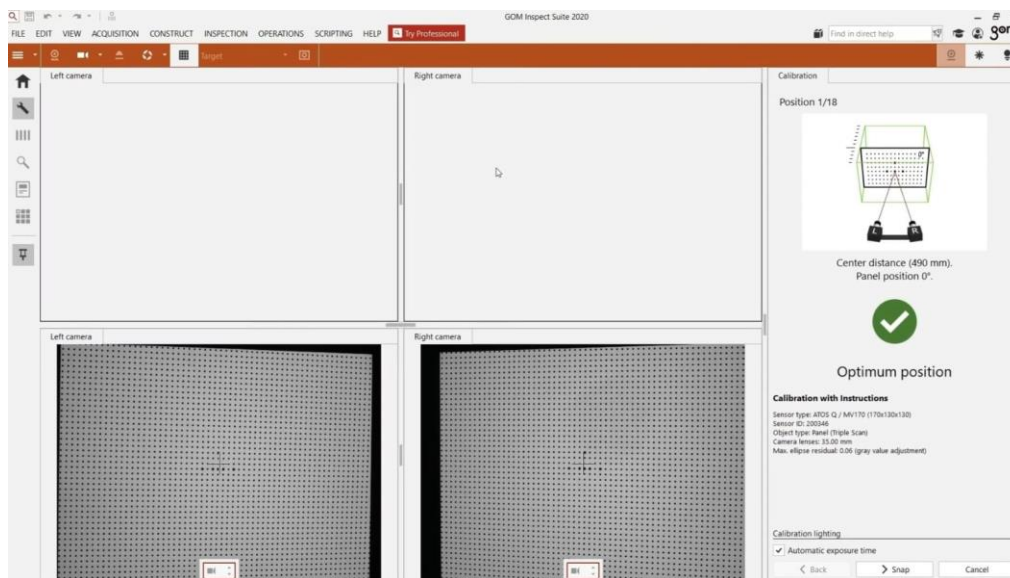 GOM Inspect Suite 2020
FILE EDIT VIEW ACQUISITION CONSTRUCT INSPECTION OPERATIONS SCRIPTING HELP Try Professional
Find in direct help
gom
Target
Left camera
Right camera
Calibration
Position 1/18
0°
L R
Center distance (490 mm).
Panel position 0°.
Optimum position
Left camera
Right camera
Calibration with Instructions
Sensor type: ATOS Q / MV170 (170x130x130)
Sensor ID: 200346
Object type: Panel (Triple Scan)
Camera lenses: 35.00 mm
Max. ellipse residual: 0.06 (gray value adjustment)
Calibration lighting
Automatic exposure time
Back
Snap
Cancel